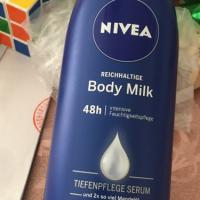 NIVEA
REICHHALTIGE
Body Milk
48h intensive
Feuchtigkeitspflege
TIEFENPFLEGE SERUM
und 2x so viel Mandelöl